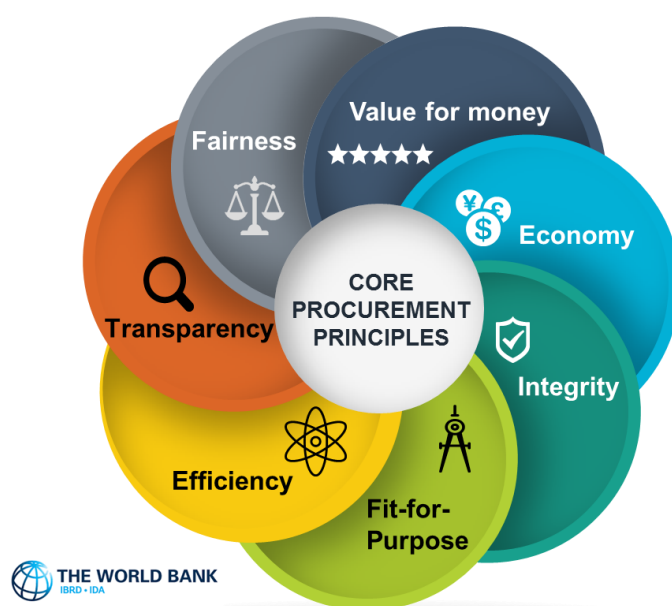 Value for money
Fairness
¥
£
$
Economy
CORE
PROCUREMENT
PRINCIPLES
Transparency
Integrity
Efficiency
Fit-for-
Purpose
THE WORLD BANK
IBRD • IDA